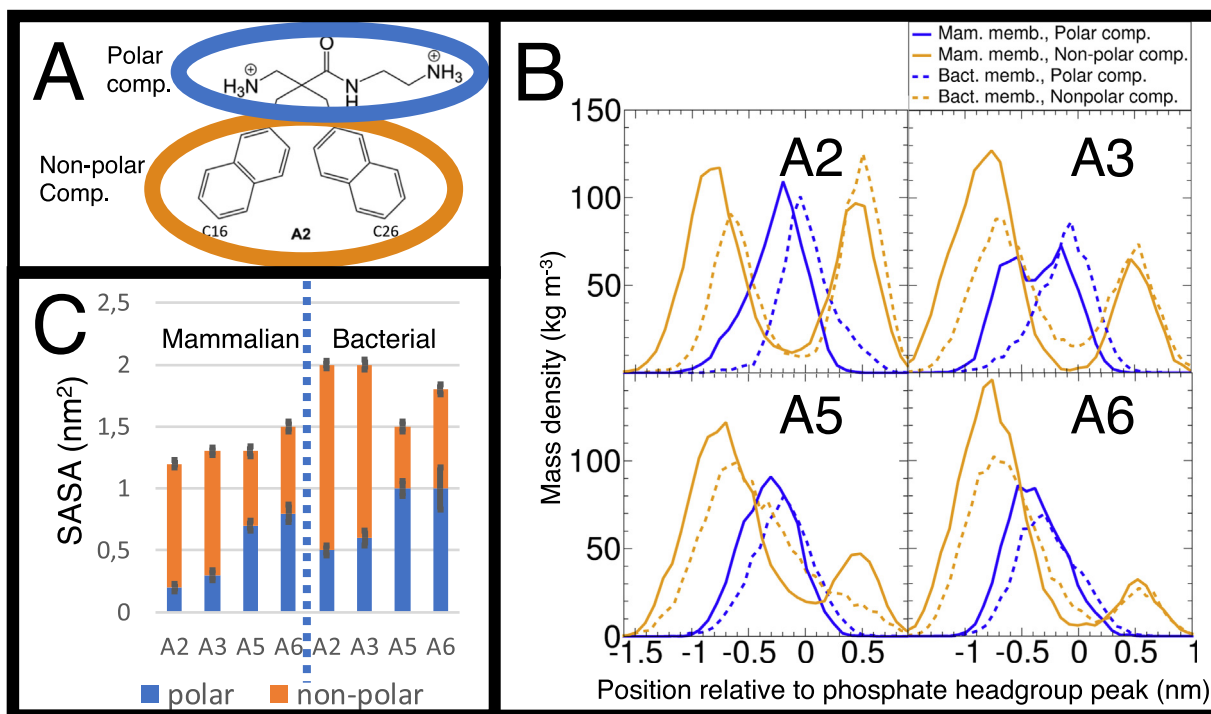 A
Polar
comp.
O
⊕
H₃N
N
H
⊕
NH₃
Non-polar
Comp.
C16
A2
C26
B
Mam. memb., Polar comp.
Mam. memb., Non-polar comp.
Bact. memb., Polar comp.
Bact. memb., Nonpolar comp.
150
100
50
A2
A3
Mass density (kg m⁻³)
100
50
0
A5
A6
-1.5
-1
-0.5
0
0.5
-1
-0.5
0
0.5
1
Position relative to phosphate headgroup peak (nm)
C
SASA (nm²)
2,5
2
1,5
1
0,5
0
Mammalian
Bacterial
A2 A3 A5 A6 A2 A3 A5 A6
polar
non-polar